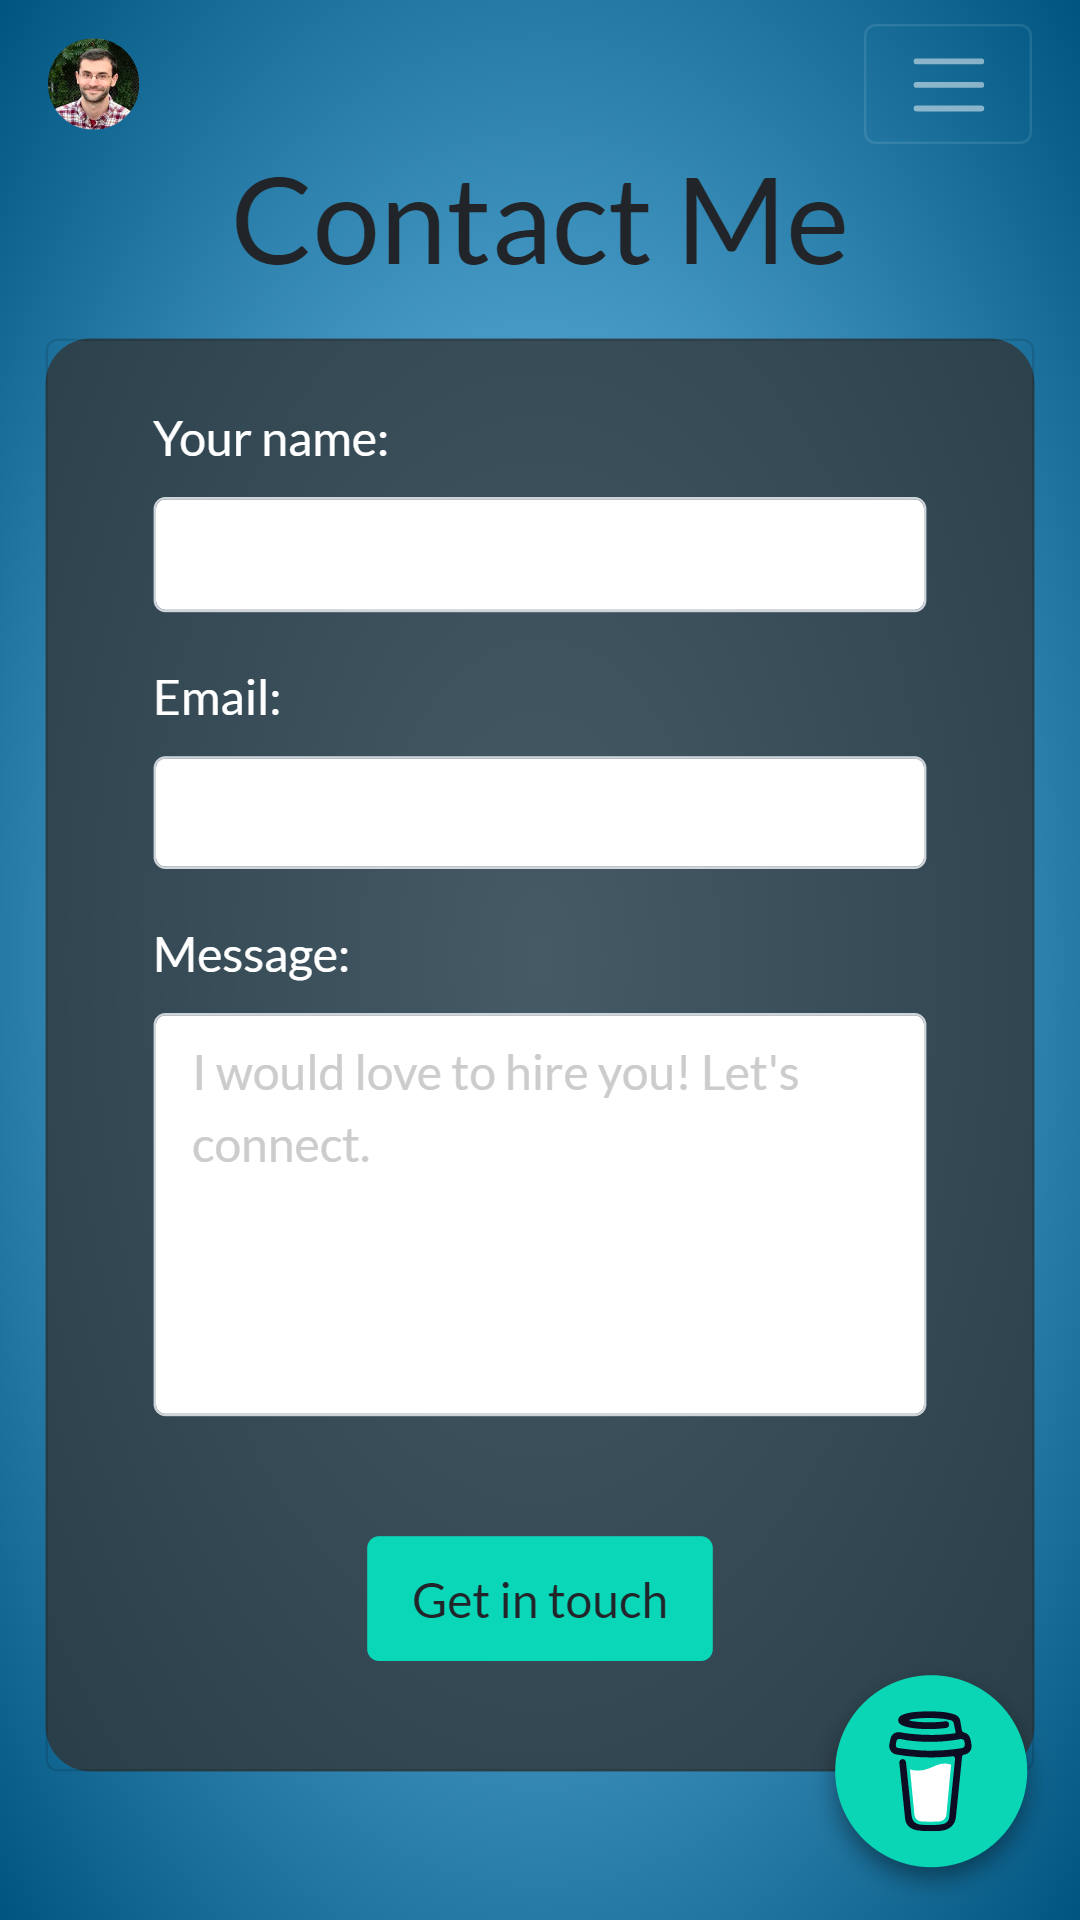 Contact Me
Your name:
Email:
Message:
I would love to hire you! Let's
connect.
Get in touch